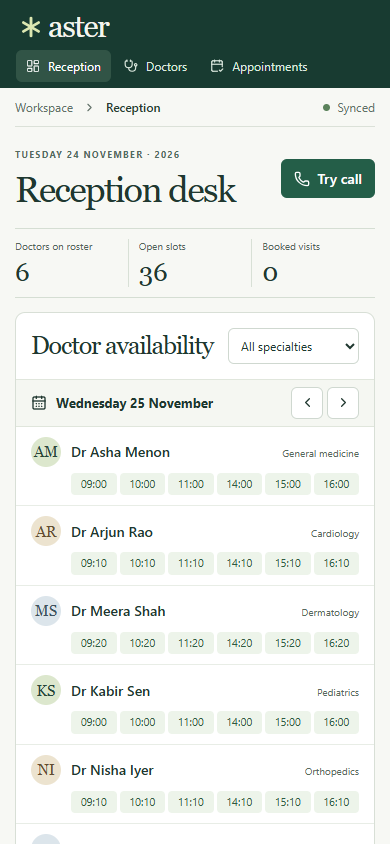 aster
Reception Doctors Appointments
Workspace Reception Synced
TUESDAY 24 NOVEMBER · 2026
Reception desk
Try call
Doctors on roster Open slots Booked visits
6 36 0
Doctor availability All specialties
Wednesday 25 November
AM Dr Asha Menon General medicine
09:00 10:00 11:00 14:00 15:00 16:00
AR Dr Arjun Rao Cardiology
09:10 10:10 11:10 14:10 15:10 16:10
MS Dr Meera Shah Dermatology
09:20 10:20 11:20 14:20 15:20 16:20
KS Dr Kabir Sen Pediatrics
09:00 10:00 11:00 14:00 15:00 16:00
NI Dr Nisha Iyer Orthopedics
09:10 10:10 11:10 14:10 15:10 16:10